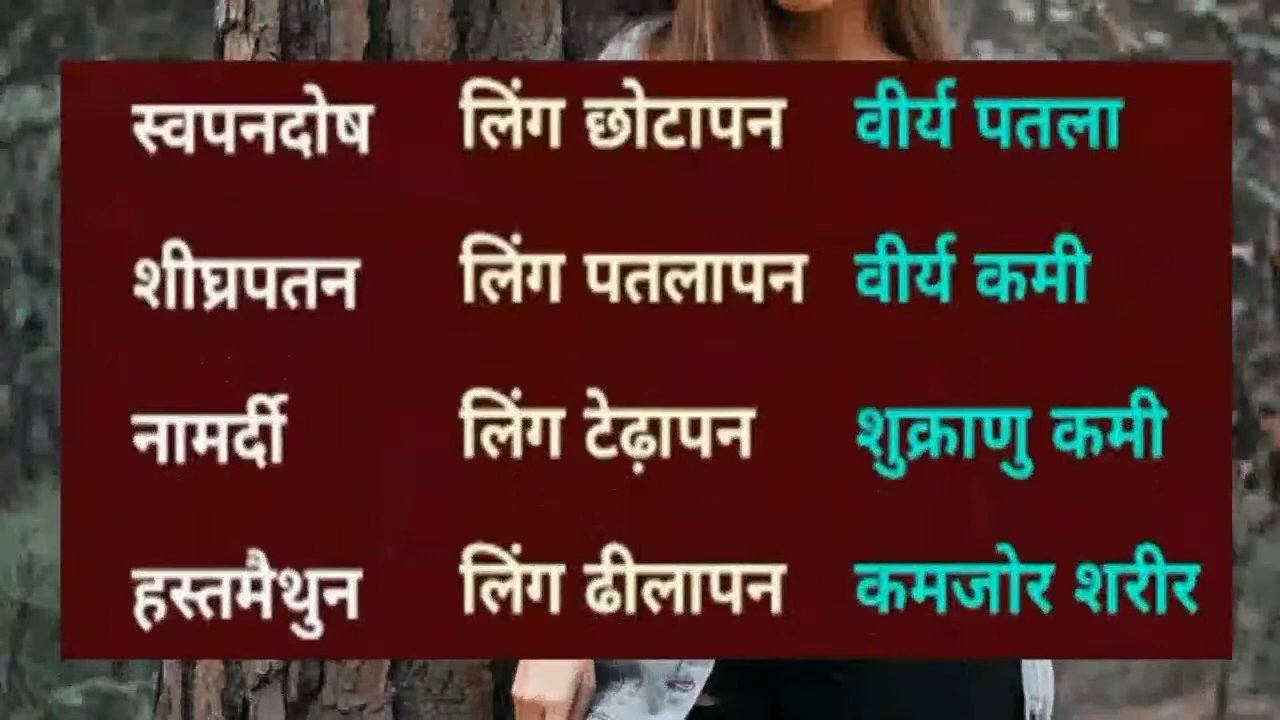 स्वपनदोष लिंग छोटापन वीर्य पतला
शीघ्रपतन लिंग पतलापन वीर्य कमी
नामर्दी लिंग टेढ़ापन शुक्राणु कमी
हस्तमैथुन लिंग ढीलापन कमजोर शरीर